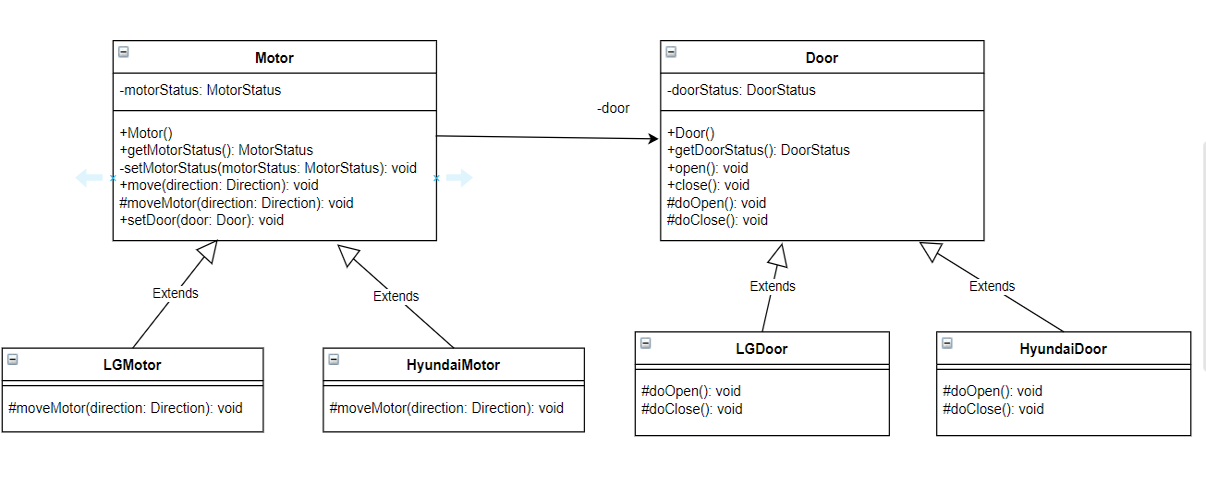 Motor
-motorStatus: MotorStatus
+Motor()
+getMotorStatus(): MotorStatus
-setMotorStatus(motorStatus: MotorStatus): void
+move(direction: Direction): void
#moveMotor(direction: Direction): void
+setDoor(door: Door): void
-door
Door
-doorStatus: DoorStatus
+Door()
+getDoorStatus(): DoorStatus
+open(): void
+close(): void
#doOpen(): void
#doClose(): void
Extends
Extends
Extends
Extends
LGMotor
#moveMotor(direction: Direction): void
HyundaiMotor
#moveMotor(direction: Direction): void
LGDoor
#doOpen(): void
#doClose(): void
HyundaiDoor
#doOpen(): void
#doClose(): void